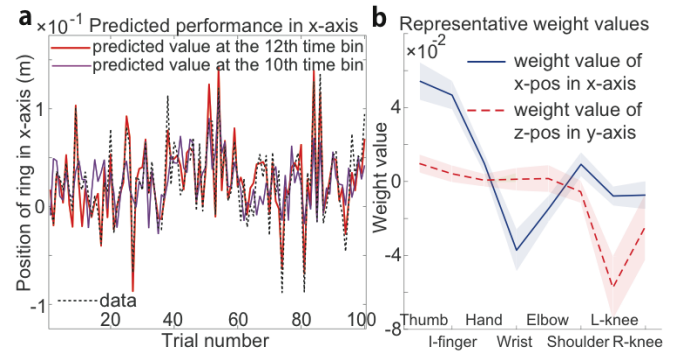 a
Predicted performance in x-axis
×10⁻¹
predicted value at the 12th time bin
predicted value at the 10th time bin
Position of ring in x-axis (m)
1
0
-1
data
20
40
60
80
100
Trial number
b
Representative weight values
×10⁻²
weight value of
x-pos in x-axis
weight value of
z-pos in y-axis
Weight value
4
0
-4
-8
Thumb
I-finger
Hand
Wrist
Elbow
Shoulder
L-knee
R-knee